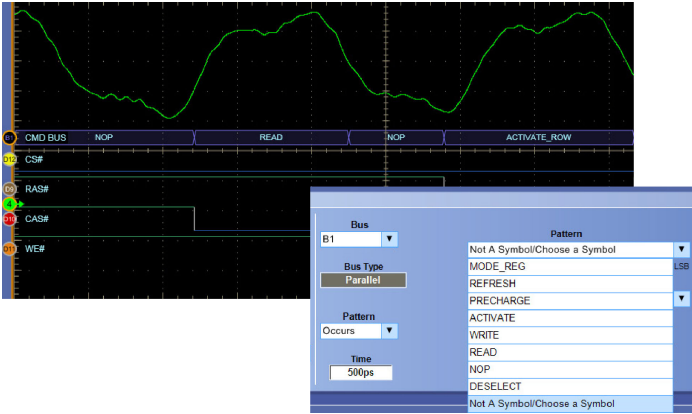 B1 CMD BUS NOP READ NOP ACTIVATE_ROW
D12 CS#
D9 RAS#
4
D10 CAS#
D11 WE#
Bus
B1
Bus Type
Parallel
Pattern
Occurs
Time
500ps
Pattern
Not A Symbol/Choose a Symbol
LSB
MODE_REG
REFRESH
PRECHARGE
ACTIVATE
WRITE
READ
NOP
DESELECT
Not A Symbol/Choose a Symbol